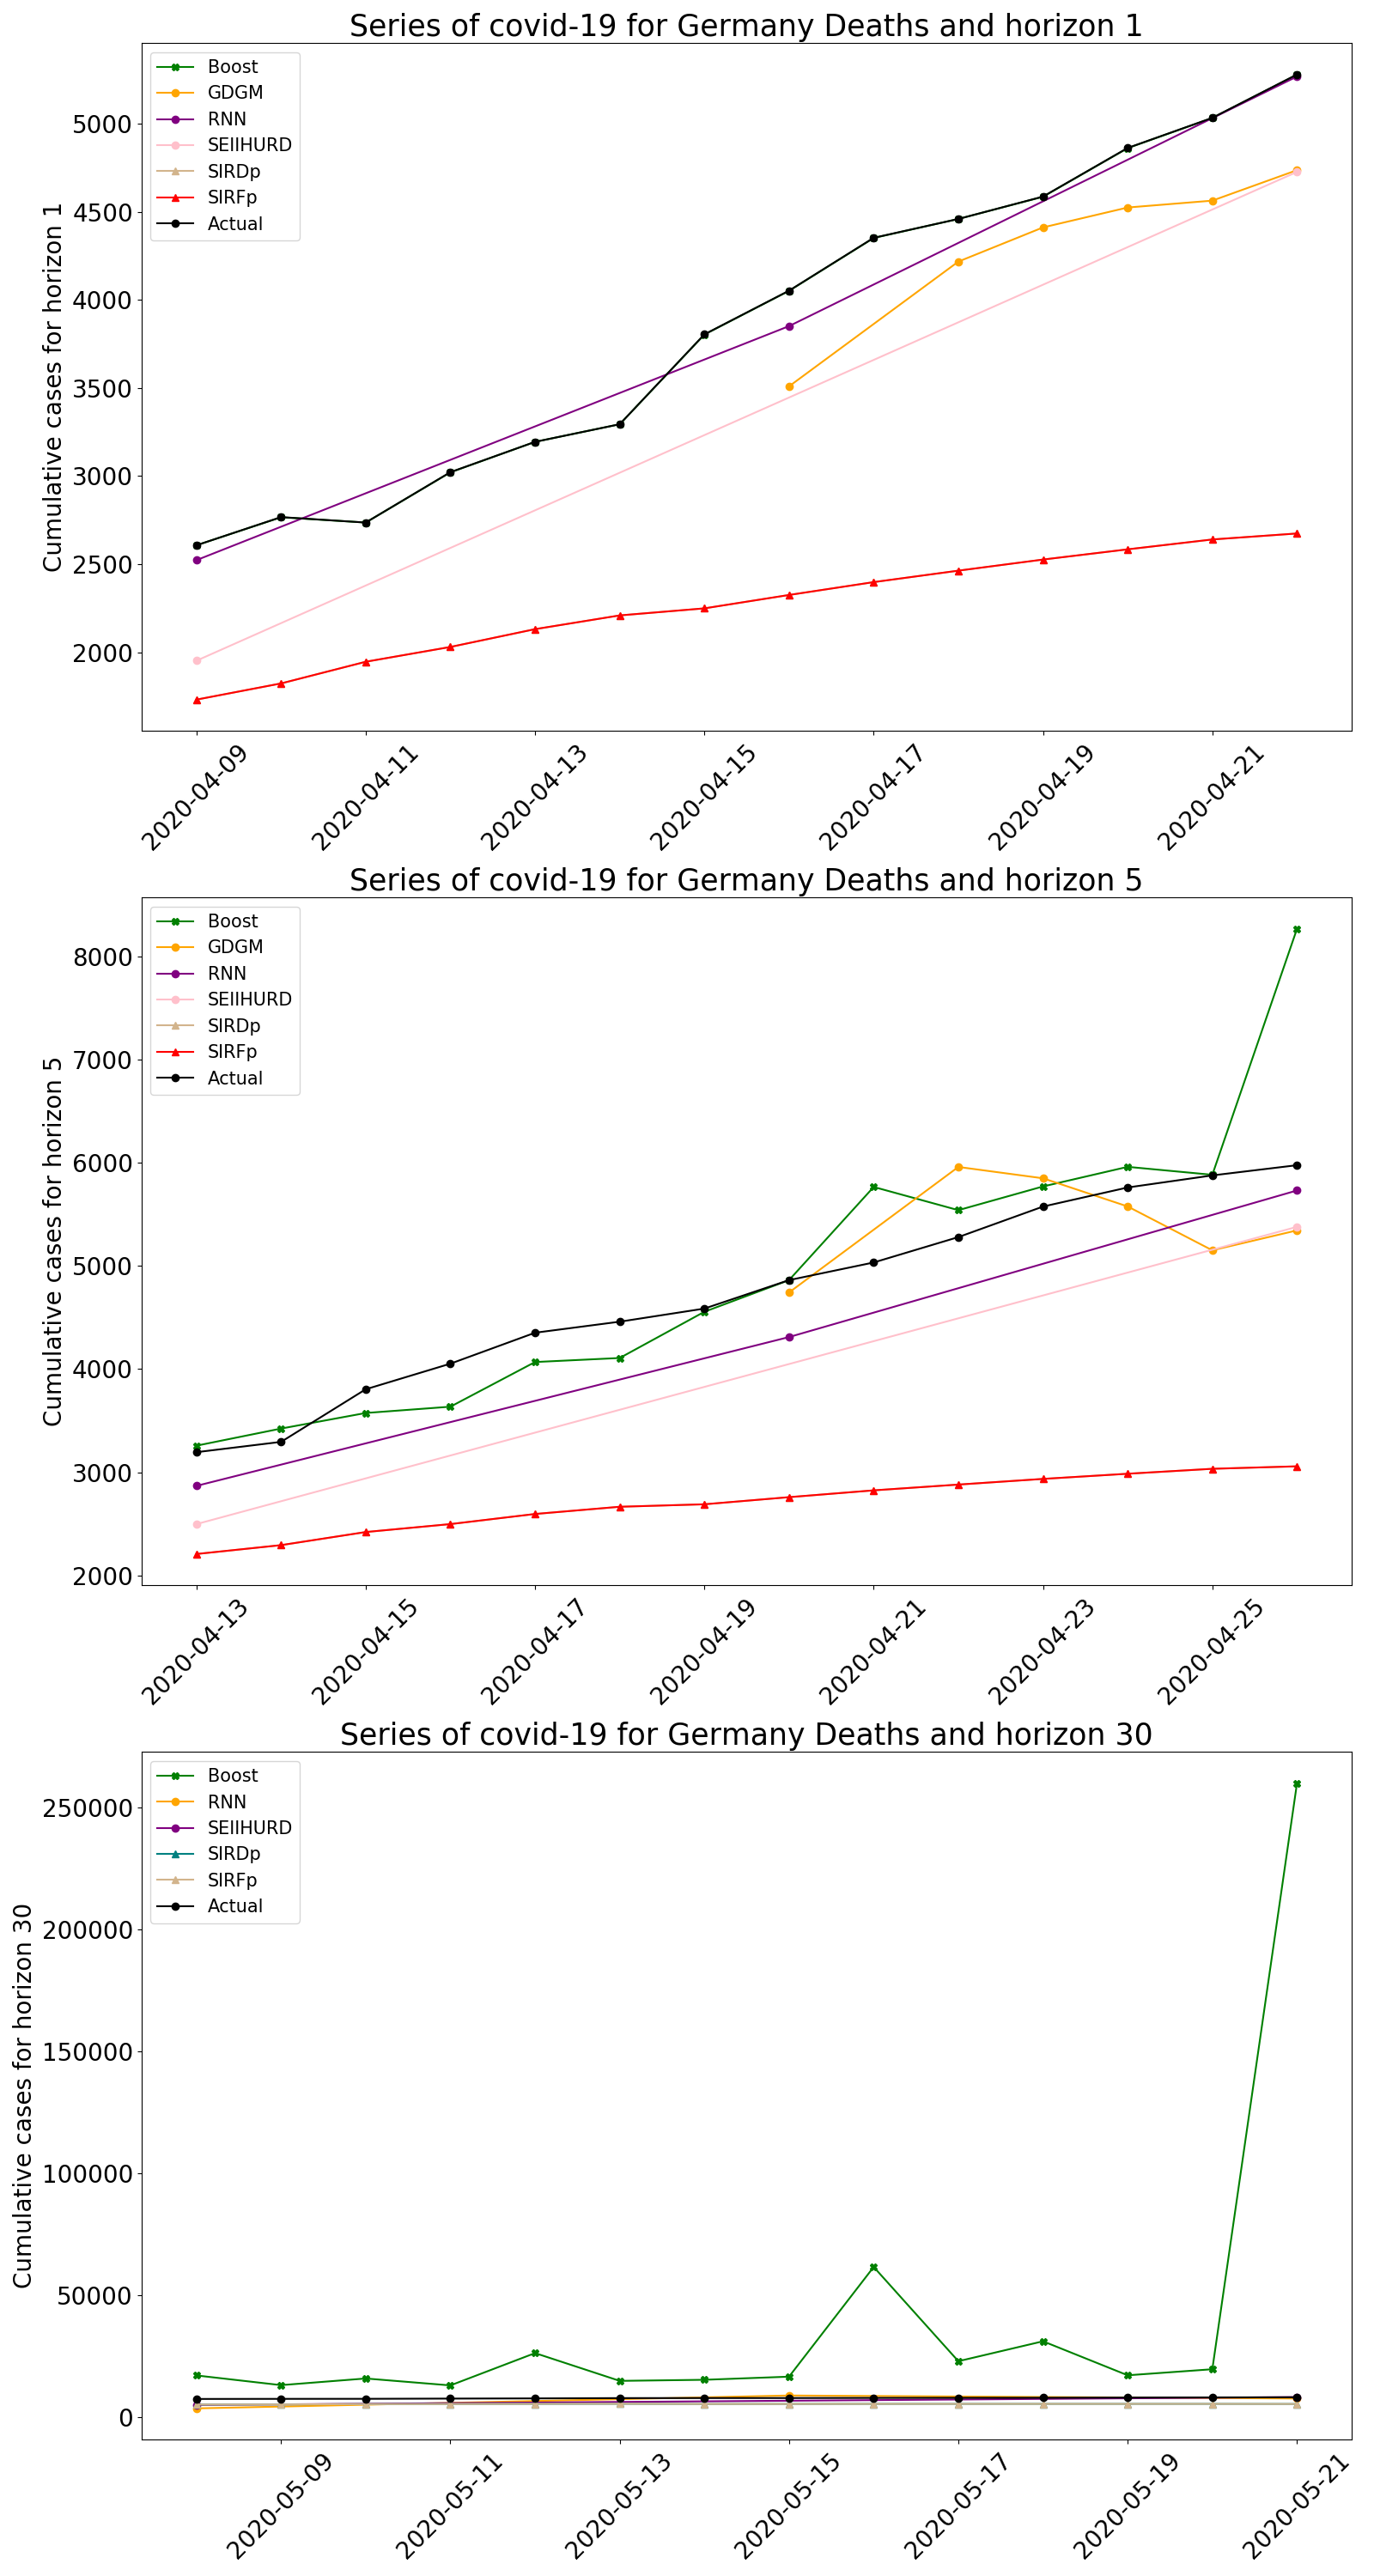 Series of covid-19 for Germany Deaths and horizon 1
Cumulative cases for horizon 1
5000
4500
4000
3500
3000
2500
2000
Boost
GDGM
RNN
SEIIHURD
SIRDp
SIRFp
Actual
2020-04-09
2020-04-11
2020-04-13
2020-04-15
2020-04-17
2020-04-19
2020-04-21
Series of covid-19 for Germany Deaths and horizon 5
Cumulative cases for horizon 5
8000
7000
6000
5000
4000
3000
2000
Boost
GDGM
RNN
SEIIHURD
SIRDp
SIRFp
Actual
2020-04-13
2020-04-15
2020-04-17
2020-04-19
2020-04-21
2020-04-23
2020-04-25
Series of covid-19 for Germany Deaths and horizon 30
Cumulative cases for horizon 30
250000
200000
150000
100000
50000
0
Boost
RNN
SEIIHURD
SIRDp
SIRFp
Actual
2020-05-09
2020-05-11
2020-05-13
2020-05-15
2020-05-17
2020-05-19
2020-05-21